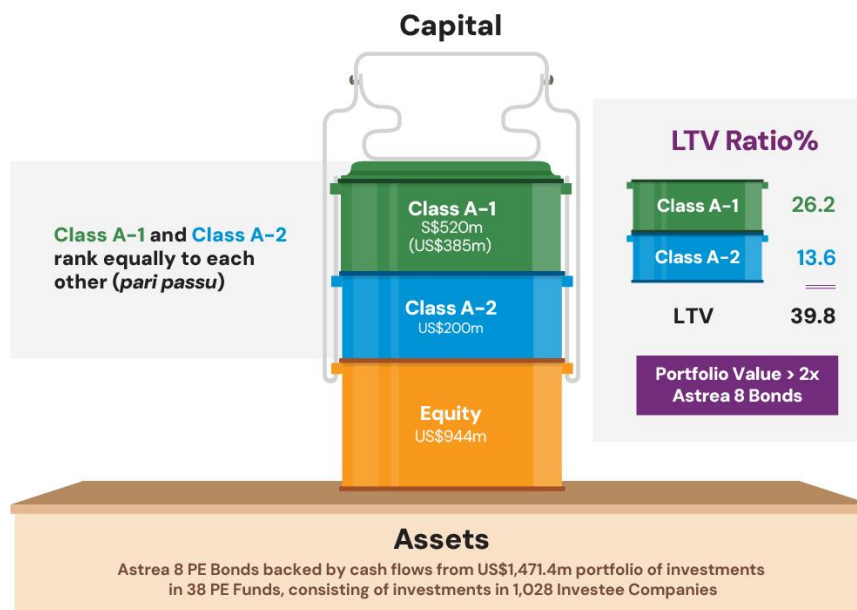 Capital
Class A-1 and Class A-2
rank equally to each
other (pari passu)
Class A-1
S$520m
(US$385m)
Class A-2
US$200m
Equity
US$944m
LTV Ratio%
Class A-1 26.2
Class A-2 13.6
LTV 39.8
Portfolio Value > 2x
Astrea 8 Bonds
Assets
Astrea 8 PE Bonds backed by cash flows from US$1,471.4m portfolio of investments
in 38 PE Funds, consisting of investments in 1,028 Investee Companies